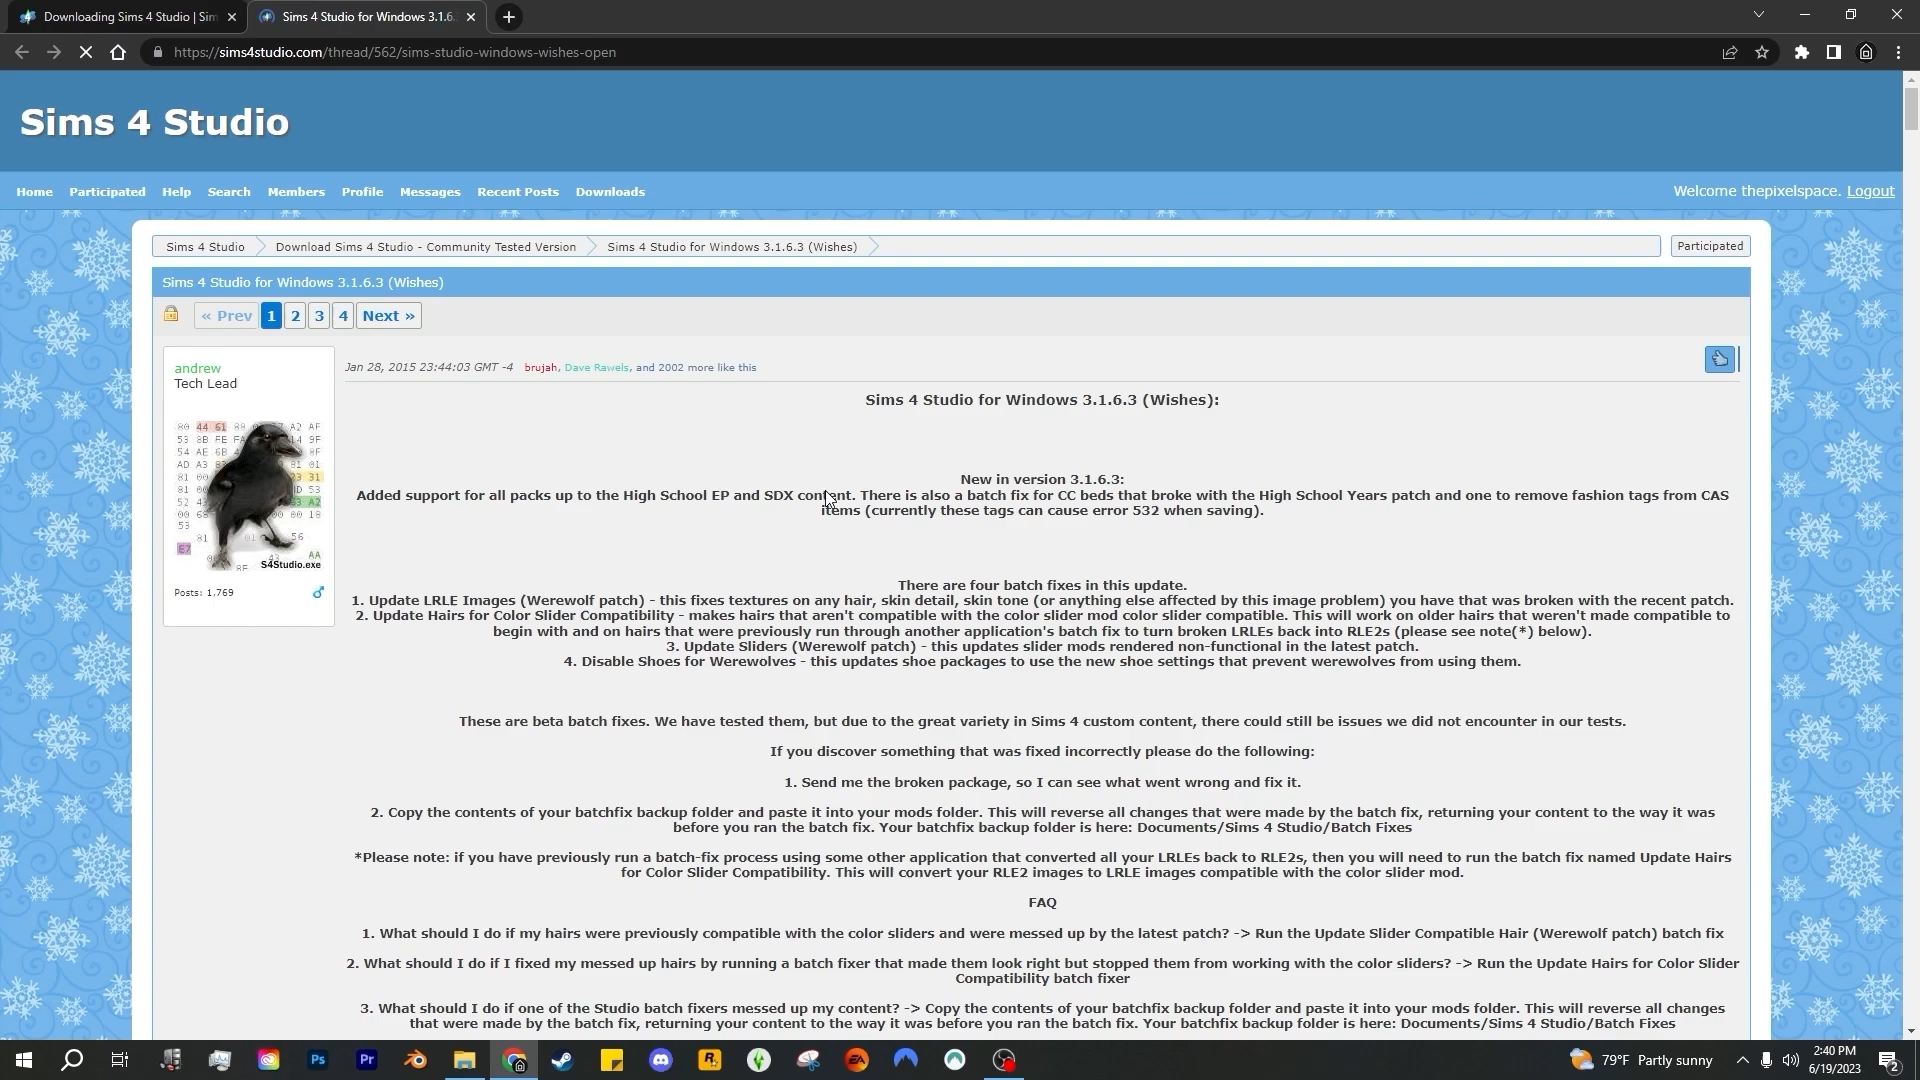 Downloading Sims 4 Studio | Sim
Sims 4 Studio for Windows 3.1.6.3
https://sims4studio.com/thread/562/sims-studio-windows-wishes-open
Sims 4 Studio
Home Participated Help Search Members Profile Messages Recent Posts Downloads
Welcome thepixelspace. Logout
Sims 4 Studio Download Sims 4 Studio - Community Tested Version Sims 4 Studio for Windows 3.1.6.3 (Wishes) Participated
Sims 4 Studio for Windows 3.1.6.3 (Wishes)
« Prev 1 2 3 4 Next »
andrew
Tech Lead
S4Studio.exe
Posts: 1,769
Jan 28, 2015 23:44:03 GMT -4 brujah, Dave Rawels, and 2002 more like this
Sims 4 Studio for Windows 3.1.6.3 (Wishes):
New in version 3.1.6.3:
Added support for all packs up to the High School EP and SDX content. There is also a batch fix for CC beds that broke with the High School Years patch and one to remove fashion tags from CAS
items (currently these tags can cause error 532 when saving).
There are four batch fixes in this update.
1. Update LRLE Images (Werewolf patch) - this fixes textures on any hair, skin detail, skin tone (or anything else affected by this image problem) you have that was broken with the recent patch.
2. Update Hairs for Color Slider Compatibility - makes hairs that aren't compatible with the color slider mod color slider compatible. This will work on older hairs that weren't made compatible to
begin with and on hairs that were previously run through another application's batch fix to turn broken LRLEs back into RLE2s (please see note(*) below).
3. Update Sliders (Werewolf patch) - this updates slider mods rendered non-functional in the latest patch.
4. Disable Shoes for Werewolves - this updates shoe packages to use the new shoe settings that prevent werewolves from using them.
These are beta batch fixes. We have tested them, but due to the great variety in Sims 4 custom content, there could still be issues we did not encounter in our tests.
If you discover something that was fixed incorrectly please do the following:
1. Send me the broken package, so I can see what went wrong and fix it.
2. Copy the contents of your batchfix backup folder and paste it into your mods folder. This will reverse all changes that were made by the batch fix, returning your content to the way it was
before you ran the batch fix. Your batchfix backup folder is here: Documents/Sims 4 Studio/Batch Fixes
*Please note: if you have previously run a batch-fix process using some other application that converted all your LRLEs back to RLE2s, then you will need to run the batch fix named Update Hairs
for Color Slider Compatibility. This will convert your RLE2 images to LRLE images compatible with the color slider mod.
FAQ
1. What should I do if my hairs were previously compatible with the color sliders and were messed up by the latest patch? -> Run the Update Slider Compatible Hair (Werewolf patch) batch fix
2. What should I do if I fixed my messed up hairs by running a batch fixer that made them look right but stopped them from working with the color sliders? -> Run the Update Hairs for Color Slider
Compatibility batch fixer
3. What should I do if one of the Studio batch fixers messed up my content? -> Copy the contents of your batchfix backup folder and paste it into your mods folder. This will reverse all changes
that were made by the batch fix, returning your content to the way it was before you ran the batch fix. Your batchfix backup folder is here: Documents/Sims 4 Studio/Batch Fixes
Ps Pr R EA
79°F Partly sunny
2:40 PM
6/19/2023
2